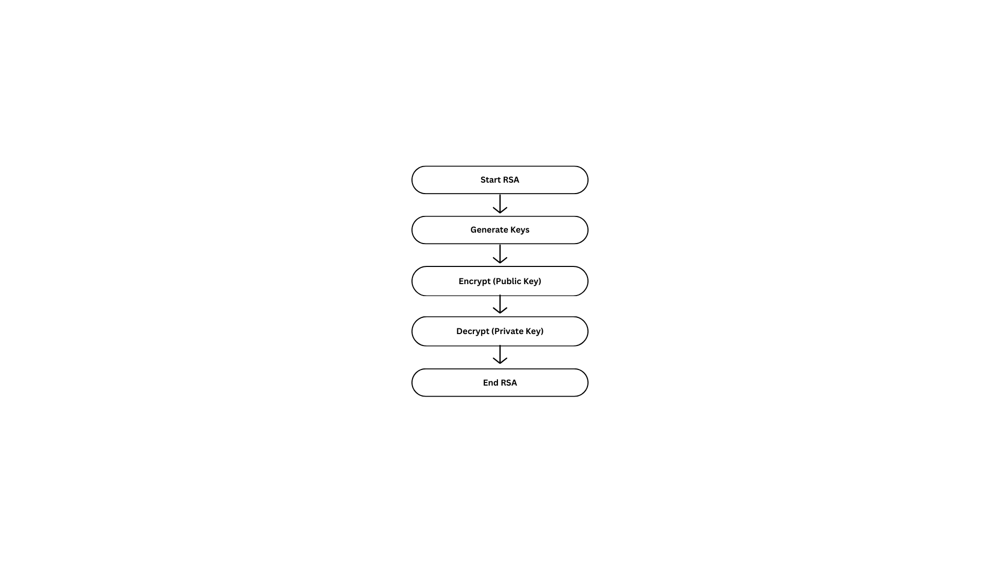 Start RSA
Generate Keys
Encrypt (Public Key)
Decrypt (Private Key)
End RSA